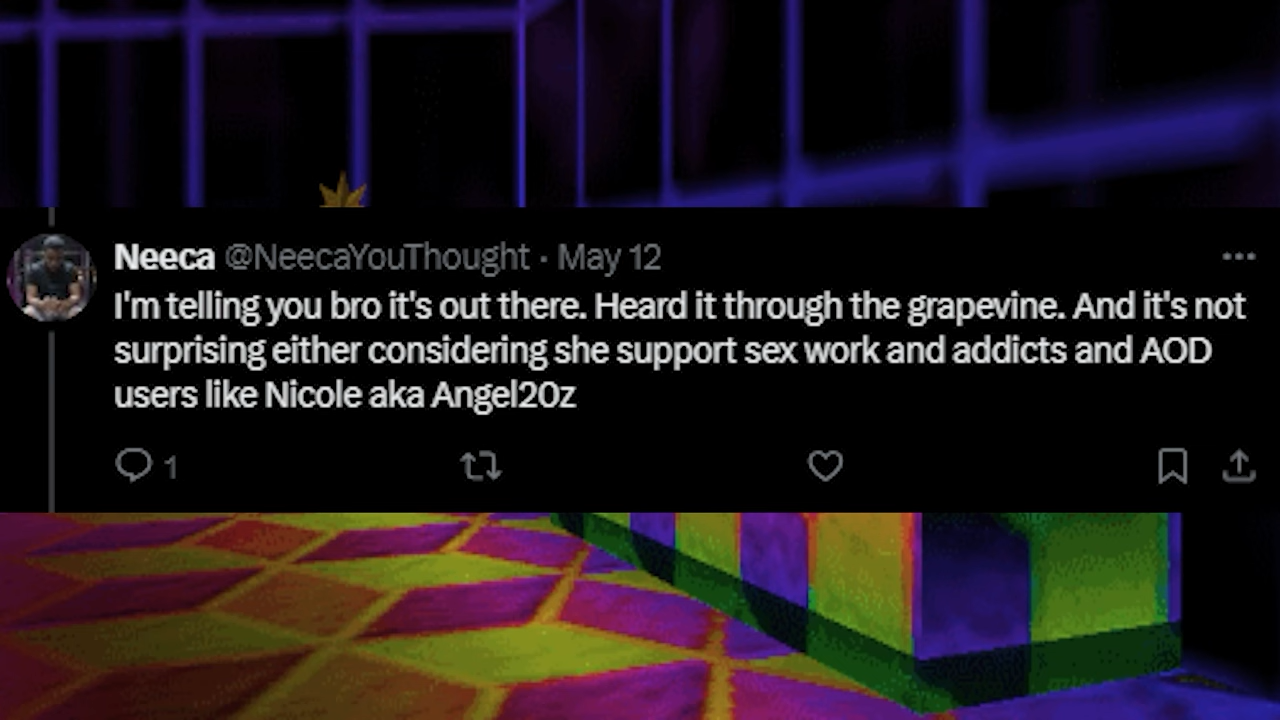 Neeca @NeecaYouThought · May 12
I'm telling you bro it's out there. Heard it through the grapevine. And it's not
surprising either considering she support sex work and addicts and AOD
users like Nicole aka Angel20z
1